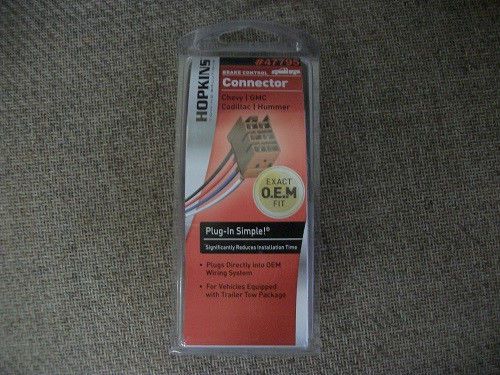 #47795
HOPKINS
BRAKE CONTROL
Connector
Chevy | GMC
Cadillac | Hummer
EXACT
O.E.M
FIT
Plug-In Simple!®
Significantly Reduces Installation Time
• Plugs Directly into OEM
Wiring System
• For Vehicles Equipped
with Trailer Tow Package